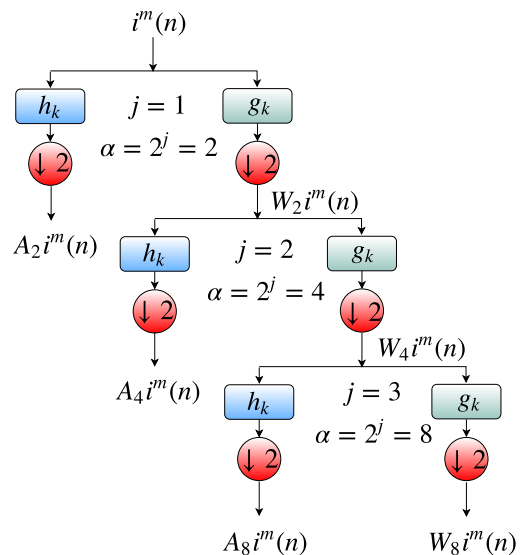 i^m(n)
h_k j = 1 g_k
α = 2^j = 2
↓ 2 ↓ 2
W_2 i^m(n)
A_2 i^m(n)
h_k j = 2 g_k
α = 2^j = 4
↓ 2 ↓ 2
W_4 i^m(n)
A_4 i^m(n)
h_k j = 3 g_k
α = 2^j = 8
↓ 2 ↓ 2
A_8 i^m(n) W_8 i^m(n)